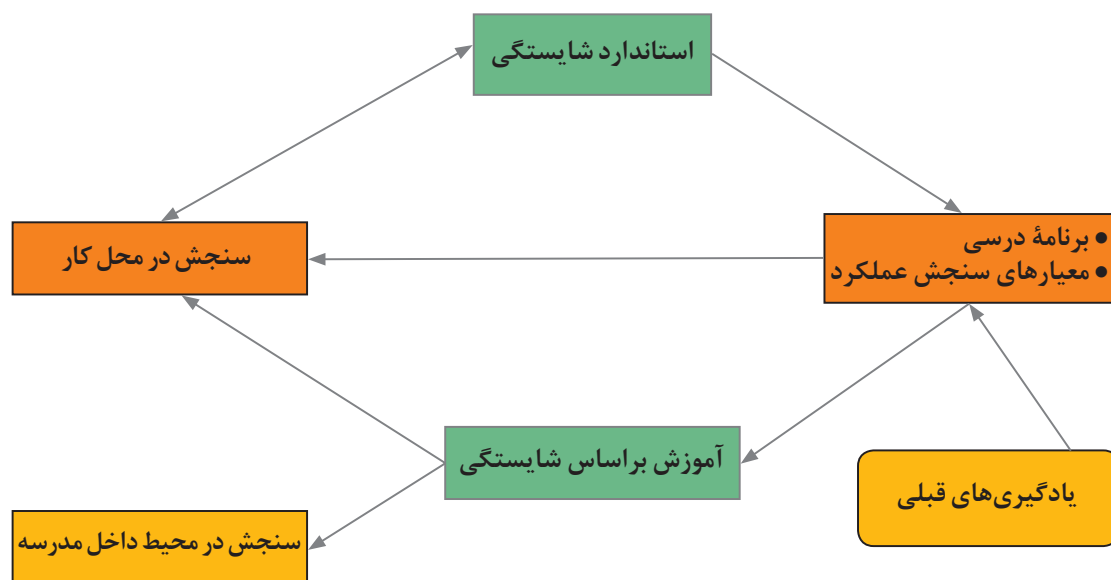 استاندارد شایستگی
• برنامهٔ درسی
• معیارهای سنجش عملکرد
سنجش در محل کار
آموزش براساس شایستگی
یادگیری‌های قبلی
سنجش در محیط داخل مدرسه